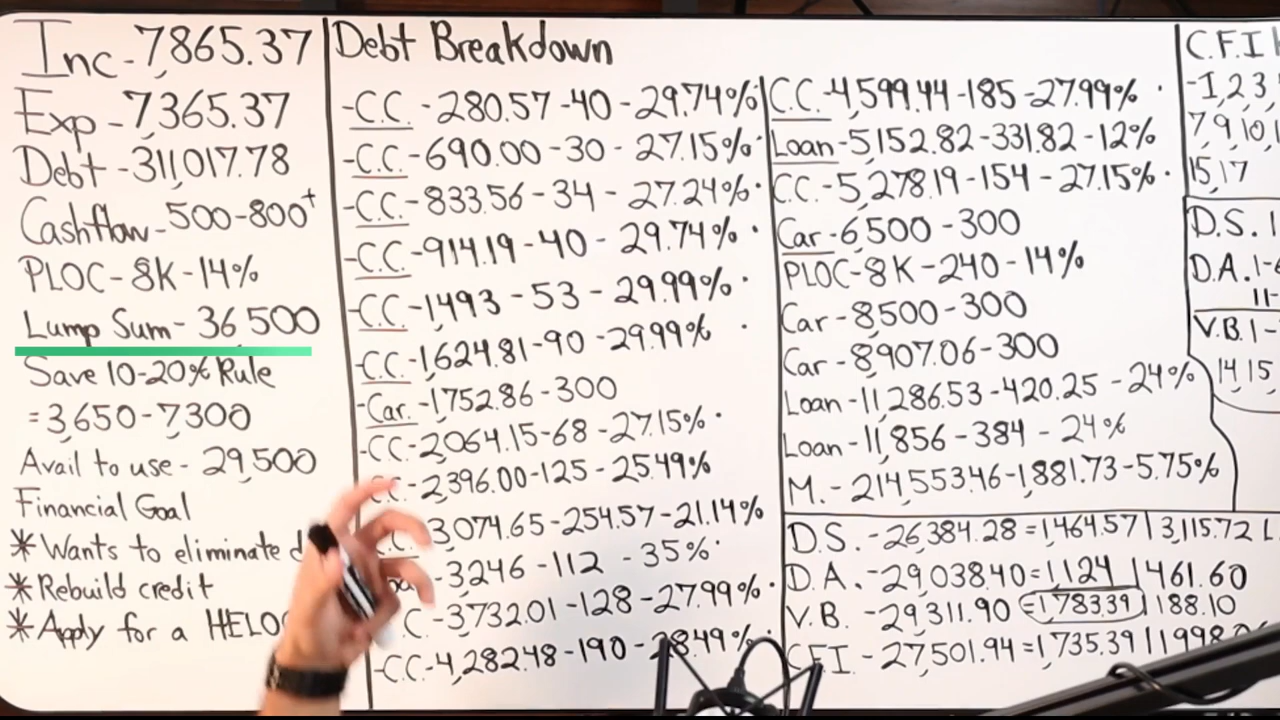 Inc-7,865.37
Exp-7,365.37
Debt-311,017.78
Cashflow-500-800+
PLOC-8K-14%
Lump Sum-36,500
Save 10-20% Rule
=3,650-7,300
Avail to use-29,500
Financial Goal
*Wants to eliminate
*Rebuild credit
*Apply for a HELOC
Debt Breakdown
-C.C.-280.57-40-29.74%
-C.C.-690.00-30-27.15%
-C.C.-833.56-34-27.24%
-C.C.-914.19-40-29.74%
-C.C.-1493-53-29.99%
-C.C.-1,624.81-90-29.99%
-Car.-1,752.86-300
-C.C.-2,064.15-68-27.15%
C.C.-2,396.00-125-25.49%
3,074.65-254.57-21.14%
-3,246-112-35%
C.-3,732.01-128-27.99%
-C.C-4,282.48-190-28.49%
C.C.-4,599.44-185-27.99%
Loan-5,152.82-331.82-12%
C.C.-5,278.19-154-27.15%
Car-6,500-300
PLOC-8K-240-14%
Car-8,500-300
Car-8,907.06-300
Loan-11,286.53-420.25-24%
Loan-11,856-384-24%
M.-214,553.46-1,881.73-5.75%
D.S.-26,384.28=1,464.57|3,115.72
D.A.-29,038.40=1,124|461.60
V.B.-29,311.90=1,783.39|188.10
C.F.I.-27,501.94=1,735.39|1998
C.F.I
-1,2,3,
7,9,10,
15,17
D.S. 1
D.A. 1-
11-
V.B. 1-
14,15